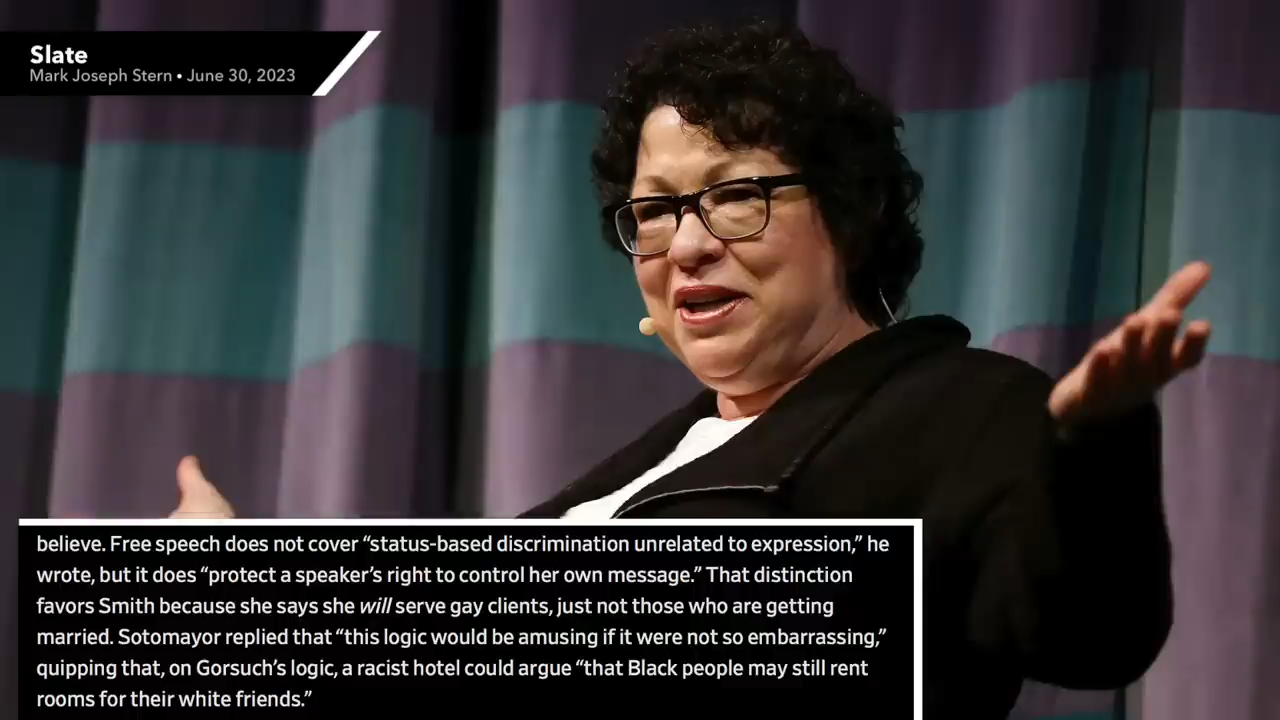 Slate
Mark Joseph Stern • June 30, 2023
believe. Free speech does not cover “status-based discrimination unrelated to expression,” he
wrote, but it does “protect a speaker’s right to control her own message.” That distinction
favors Smith because she says she will serve gay clients, just not those who are getting
married. Sotomayor replied that “this logic would be amusing if it were not so embarrassing,”
quipping that, on Gorsuch’s logic, a racist hotel could argue “that Black people may still rent
rooms for their white friends.”